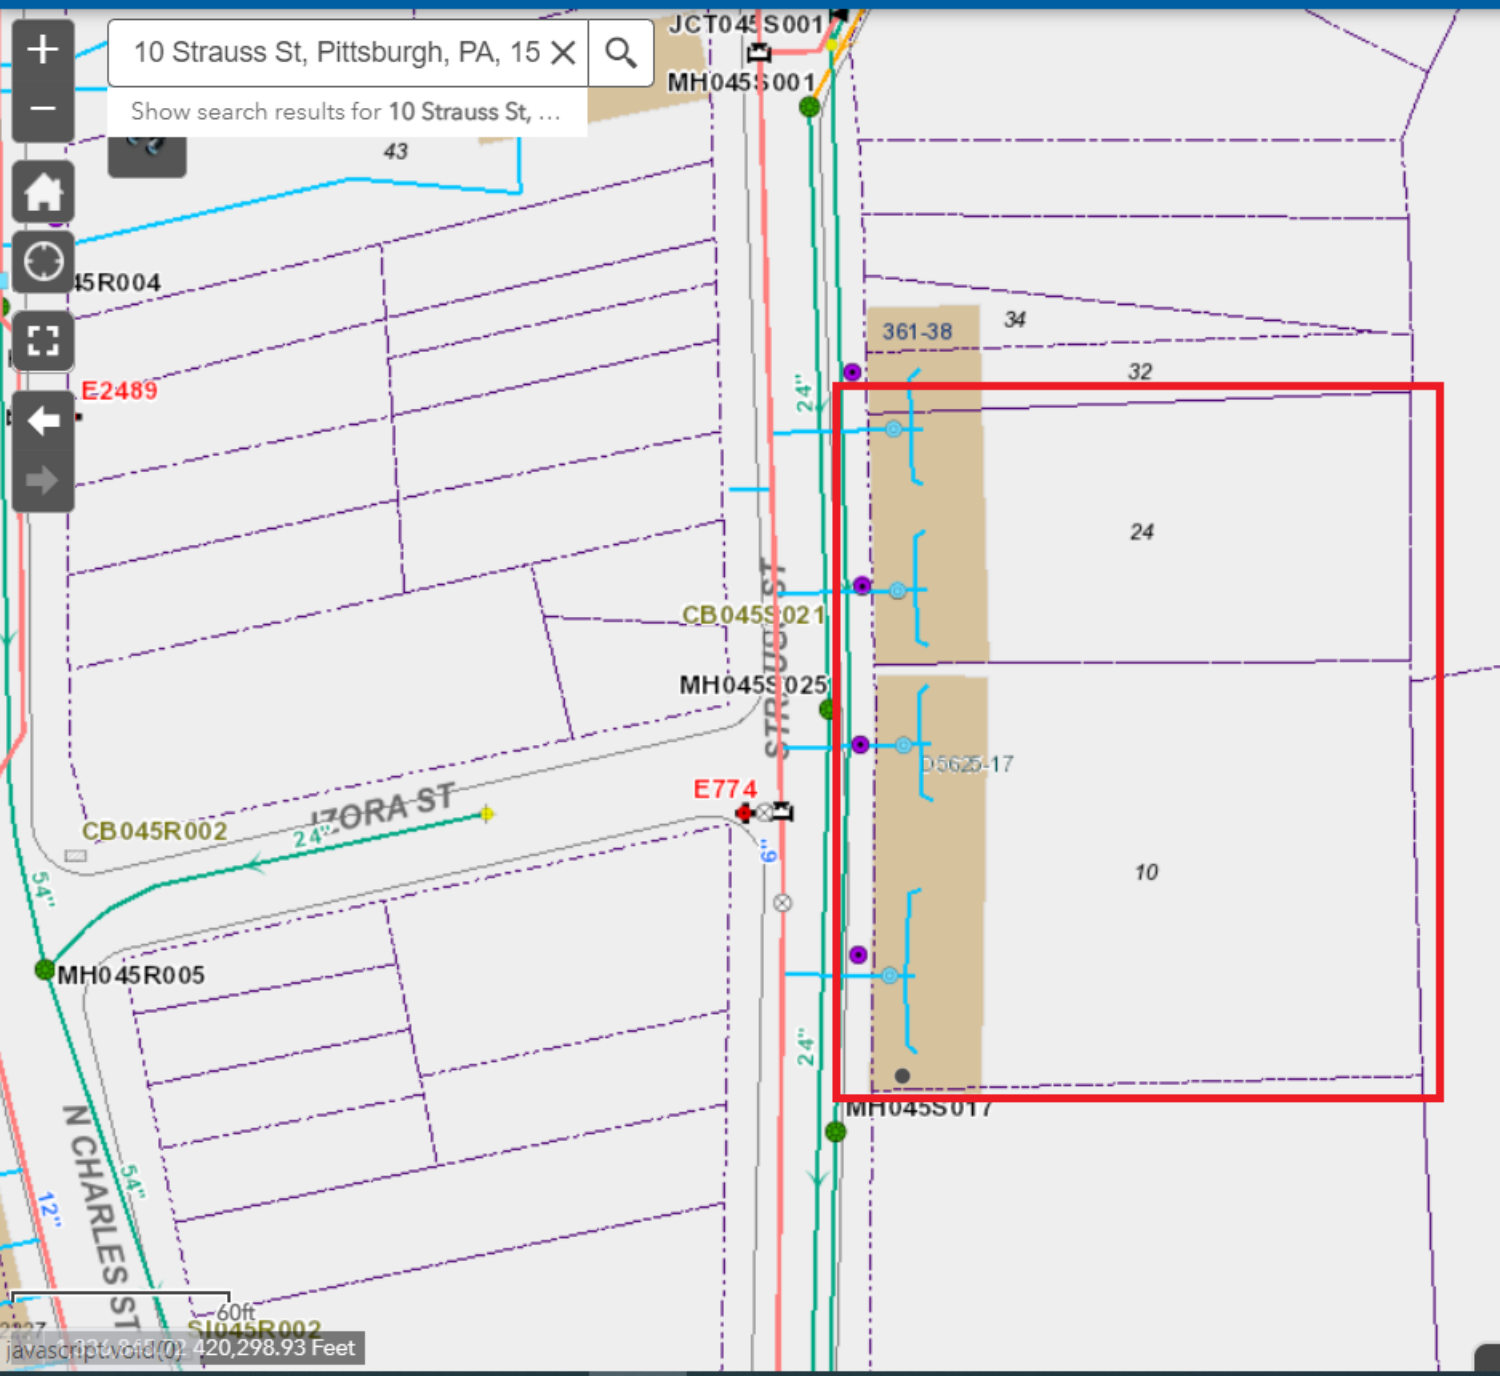 JCT045S001
10 Strauss St, Pittsburgh, PA, 15
MH045S001
Show search results for 10 Strauss St, ...
43
45R004
34
361-38
32
E2489
24"
24
STRAUSS ST
CB045S021
MH045S025
D5625-17
E774
IZORA ST
CB045R002
24"
6"
54"
10
MH045R005
24"
MH045S017
N CHARLES ST
54"
12"
60ft
SI045R002
javascript:void(0)
420,298.93 Feet